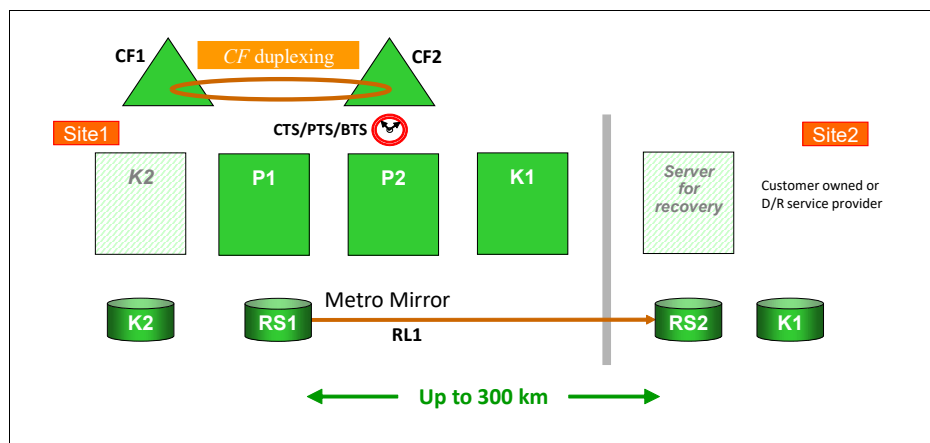 CF1
CF duplexing
CF2
CTS/PTS/BTS
Site1
Site2
K2
P1
P2
K1
Server
for
recovery
Customer owned or
D/R service provider
Metro Mirror
K2
RS1
RL1
RS2
K1
Up to 300 km